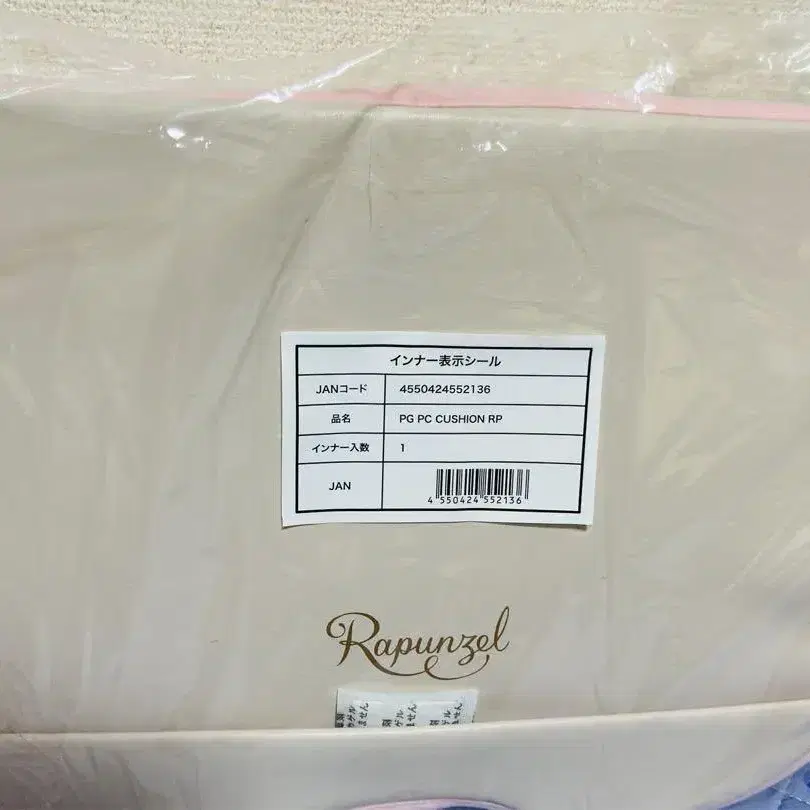 インナー表示シール
JANコード 4550424552136
品名 PG PC CUSHION RP
インナー入数 1
JAN
4 550424 552136
Rapunzel